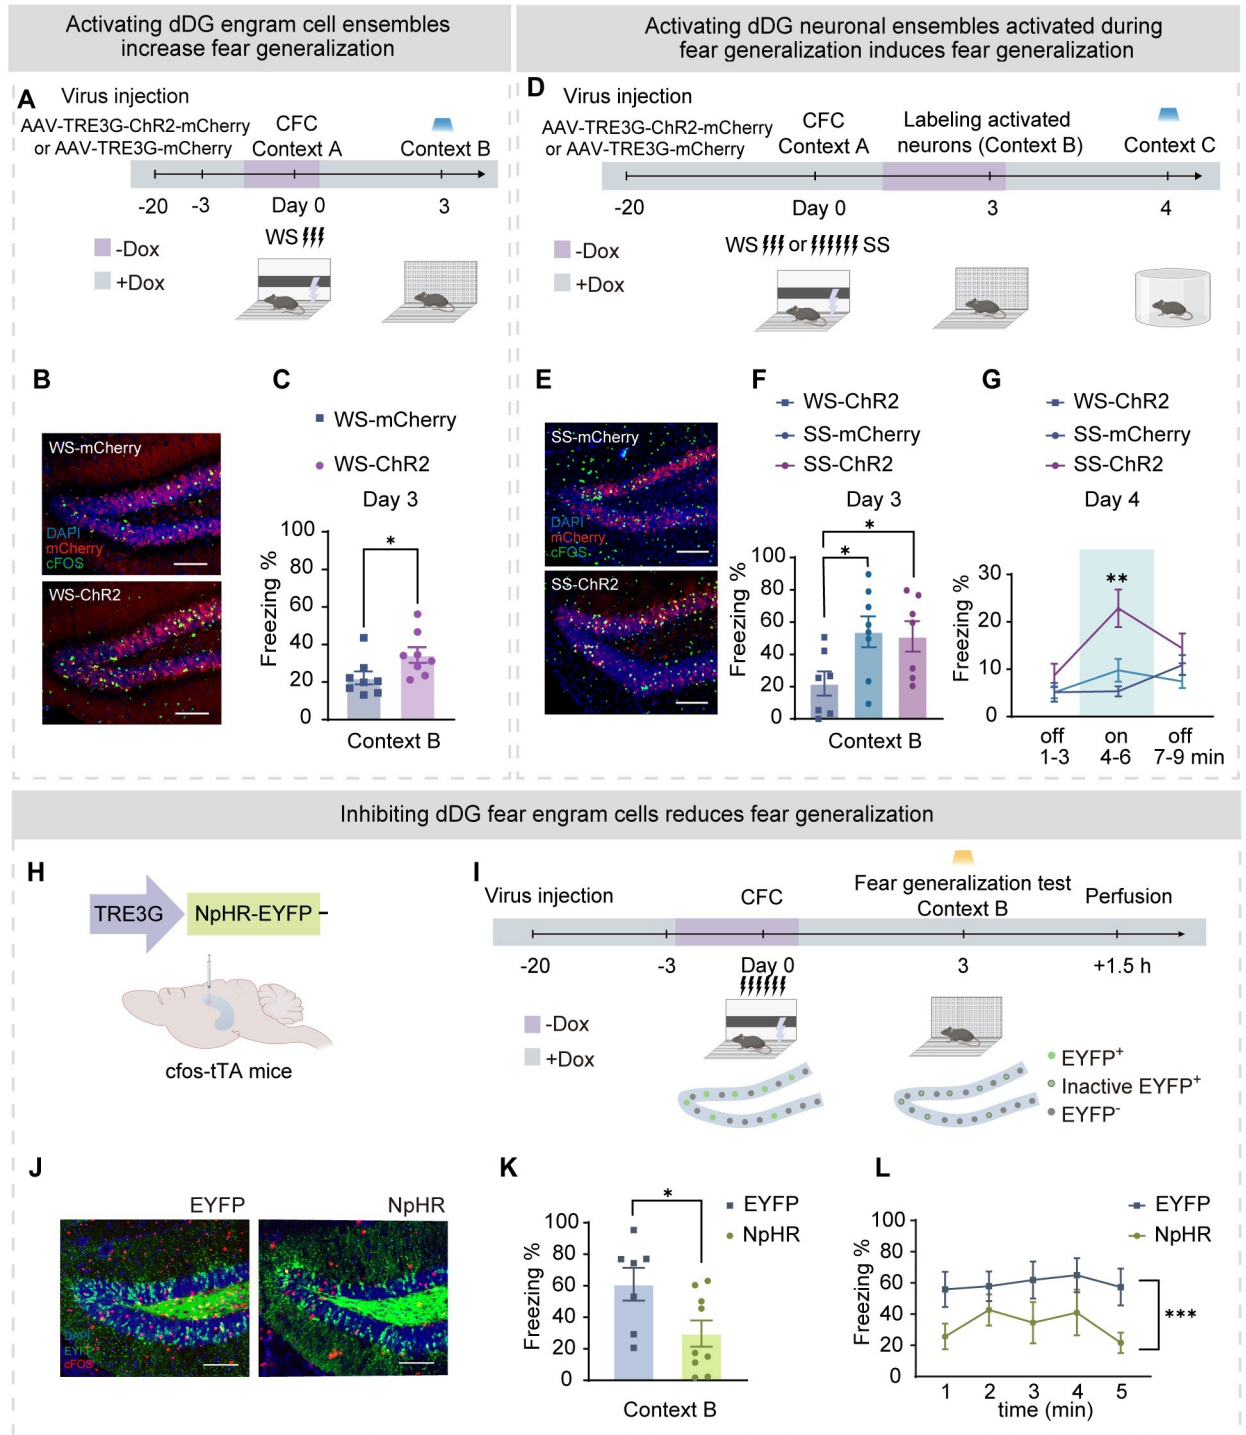 Activating dDG engram cell ensembles
increase fear generalization
Activating dDG neuronal ensembles activated during
fear generalization induces fear generalization
A
Virus injection
AAV-TRE3G-ChR2-mCherry
or AAV-TRE3G-mCherry
CFC
Context A
Context B
-20
-3
Day 0
3
WS
-Dox
+Dox
D
Virus injection
AAV-TRE3G-ChR2-mCherry
or AAV-TRE3G-mCherry
CFC
Context A
Labeling activated
neurons (Context B)
Context C
-20
Day 0
3
4
WS or SS
-Dox
+Dox
B
WS-mCherry
DAPI
mCherry
cFOS
WS-ChR2
C
WS-mCherry
WS-ChR2
Day 3
Freezing %
100
80
60
40
20
0
*
Context B
E
SS-mCherry
DAPI
mCherry
cFOS
SS-ChR2
F
WS-ChR2
SS-mCherry
SS-ChR2
Day 3
Freezing %
100
80
60
40
20
0
*
*
Context B
G
WS-ChR2
SS-mCherry
SS-ChR2
Day 4
Freezing %
30
20
10
0
**
off on off
1-3 4-6 7-9 min
Inhibiting dDG fear engram cells reduces fear generalization
H
TRE3G
NpHR-EYFP
cfos-tTA mice
I
Virus injection
CFC
Fear generalization test
Context B
Perfusion
-20
-3
Day 0
3
+1.5 h
-Dox
+Dox
EYFP+
Inactive EYFP+
EYFP-
J
EYFP
NpHR
DAPI
EYFP
cFOS
K
EYFP
NpHR
Freezing %
100
80
60
40
20
0
*
Context B
L
EYFP
NpHR
Freezing %
100
80
60
40
20
0
***
1 2 3 4 5
time (min)